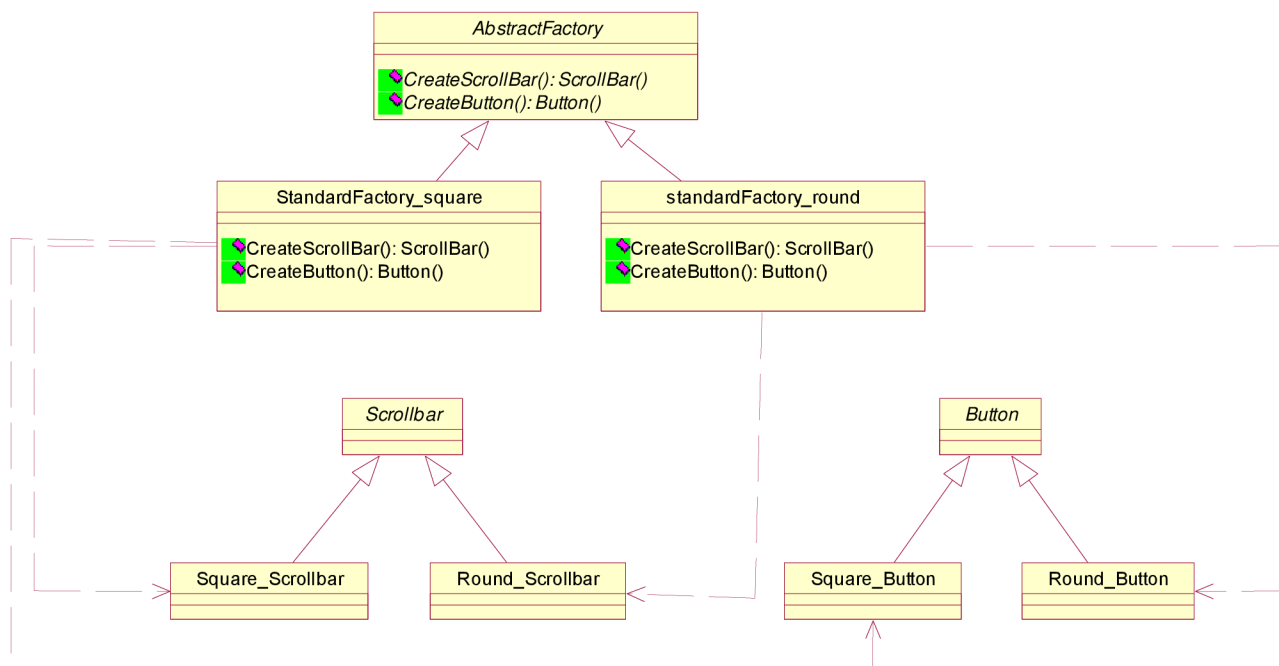 AbstractFactory
CreateScrollBar(): ScrollBar()
CreateButton(): Button()
StandardFactory_square
CreateScrollBar(): ScrollBar()
CreateButton(): Button()
standardFactory_round
CreateScrollBar(): ScrollBar()
CreateButton(): Button()
Scrollbar
Button
Square_Scrollbar
Round_Scrollbar
Square_Button
Round_Button